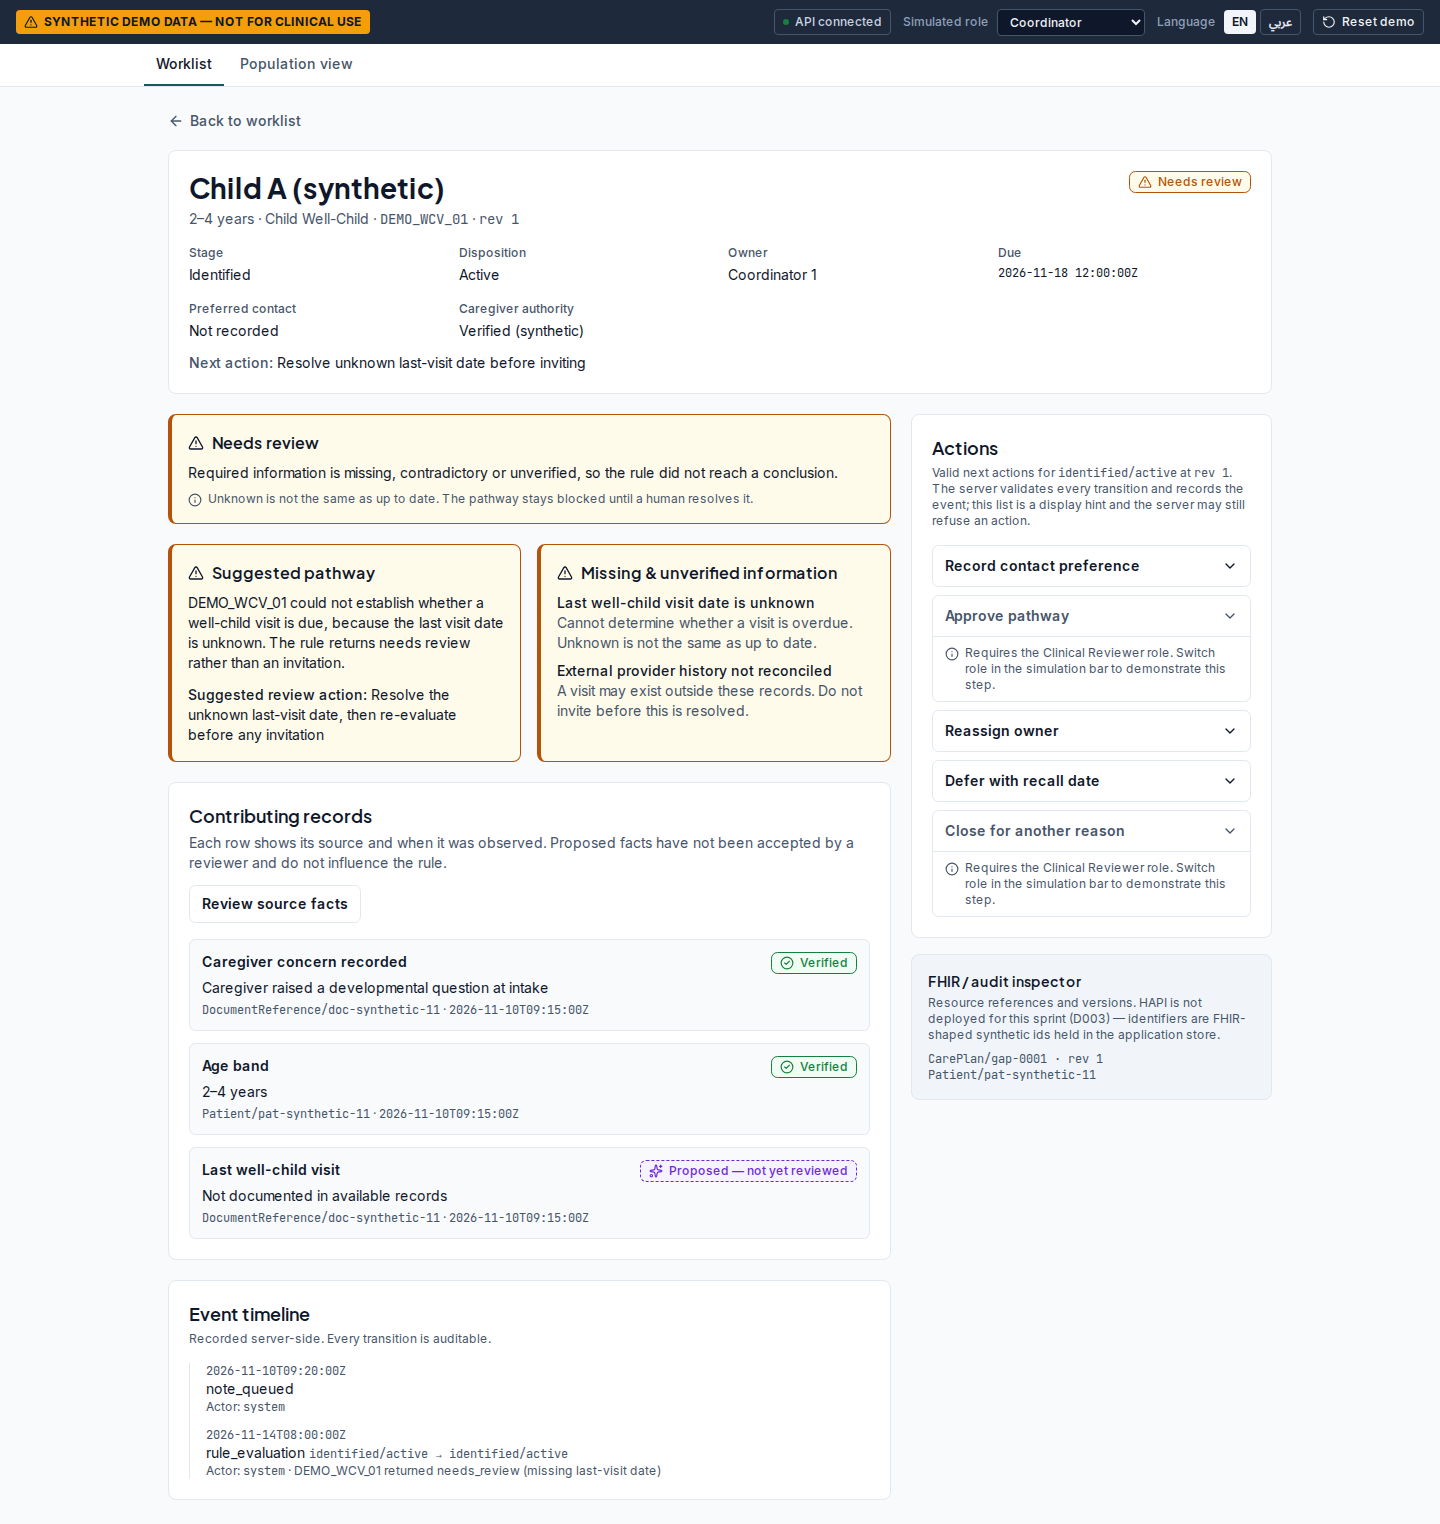 SYNTHETIC DEMO DATA — NOT FOR CLINICAL USE
API connected
Simulated role
Coordinator
Language
EN
عربي
Reset demo
Worklist
Population view
Back to worklist
Child A (synthetic)
Needs review
2–4 years · Child Well-Child · DEMO_WCV_01 · rev 1
Stage
Identified
Disposition
Active
Owner
Coordinator 1
Due
2026-11-18 12:00:00Z
Preferred contact
Not recorded
Caregiver authority
Verified (synthetic)
Next action: Resolve unknown last-visit date before inviting
Needs review
Required information is missing, contradictory or unverified, so the rule did not reach a conclusion.
Unknown is not the same as up to date. The pathway stays blocked until a human resolves it.
Suggested pathway
DEMO_WCV_01 could not establish whether a
well-child visit is due, because the last visit date
is unknown. The rule returns needs review
rather than an invitation.
Suggested review action: Resolve the
unknown last-visit date, then re-evaluate
before any invitation
Missing & unverified information
Last well-child visit date is unknown
Cannot determine whether a visit is overdue.
Unknown is not the same as up to date.
External provider history not reconciled
A visit may exist outside these records. Do not
invite before this is resolved.
Contributing records
Each row shows its source and when it was observed. Proposed facts have not been accepted by a
reviewer and do not influence the rule.
Review source facts
Caregiver concern recorded
Verified
Caregiver raised a developmental question at intake
DocumentReference/doc-synthetic-11 · 2026-11-10T09:15:00Z
Age band
Verified
2–4 years
Patient/pat-synthetic-11 · 2026-11-10T09:15:00Z
Last well-child visit
Proposed — not yet reviewed
Not documented in available records
DocumentReference/doc-synthetic-11 · 2026-11-10T09:15:00Z
Event timeline
Recorded server-side. Every transition is auditable.
2026-11-10T09:20:00Z
note_queued
Actor: system
2026-11-14T08:00:00Z
rule_evaluation identified/active → identified/active
Actor: system · DEMO_WCV_01 returned needs_review (missing last-visit date)
Actions
Valid next actions for identified/active at rev 1.
The server validates every transition and records the
event; this list is a display hint and the server may still
refuse an action.
Record contact preference
Approve pathway
Requires the Clinical Reviewer role. Switch
role in the simulation bar to demonstrate this
step.
Reassign owner
Defer with recall date
Close for another reason
Requires the Clinical Reviewer role. Switch
role in the simulation bar to demonstrate this
step.
FHIR / audit inspector
Resource references and versions. HAPI is not
deployed for this sprint (D003) — identifiers are FHIR-
shaped synthetic ids held in the application store.
CarePlan/gap-0001 · rev 1
Patient/pat-synthetic-11